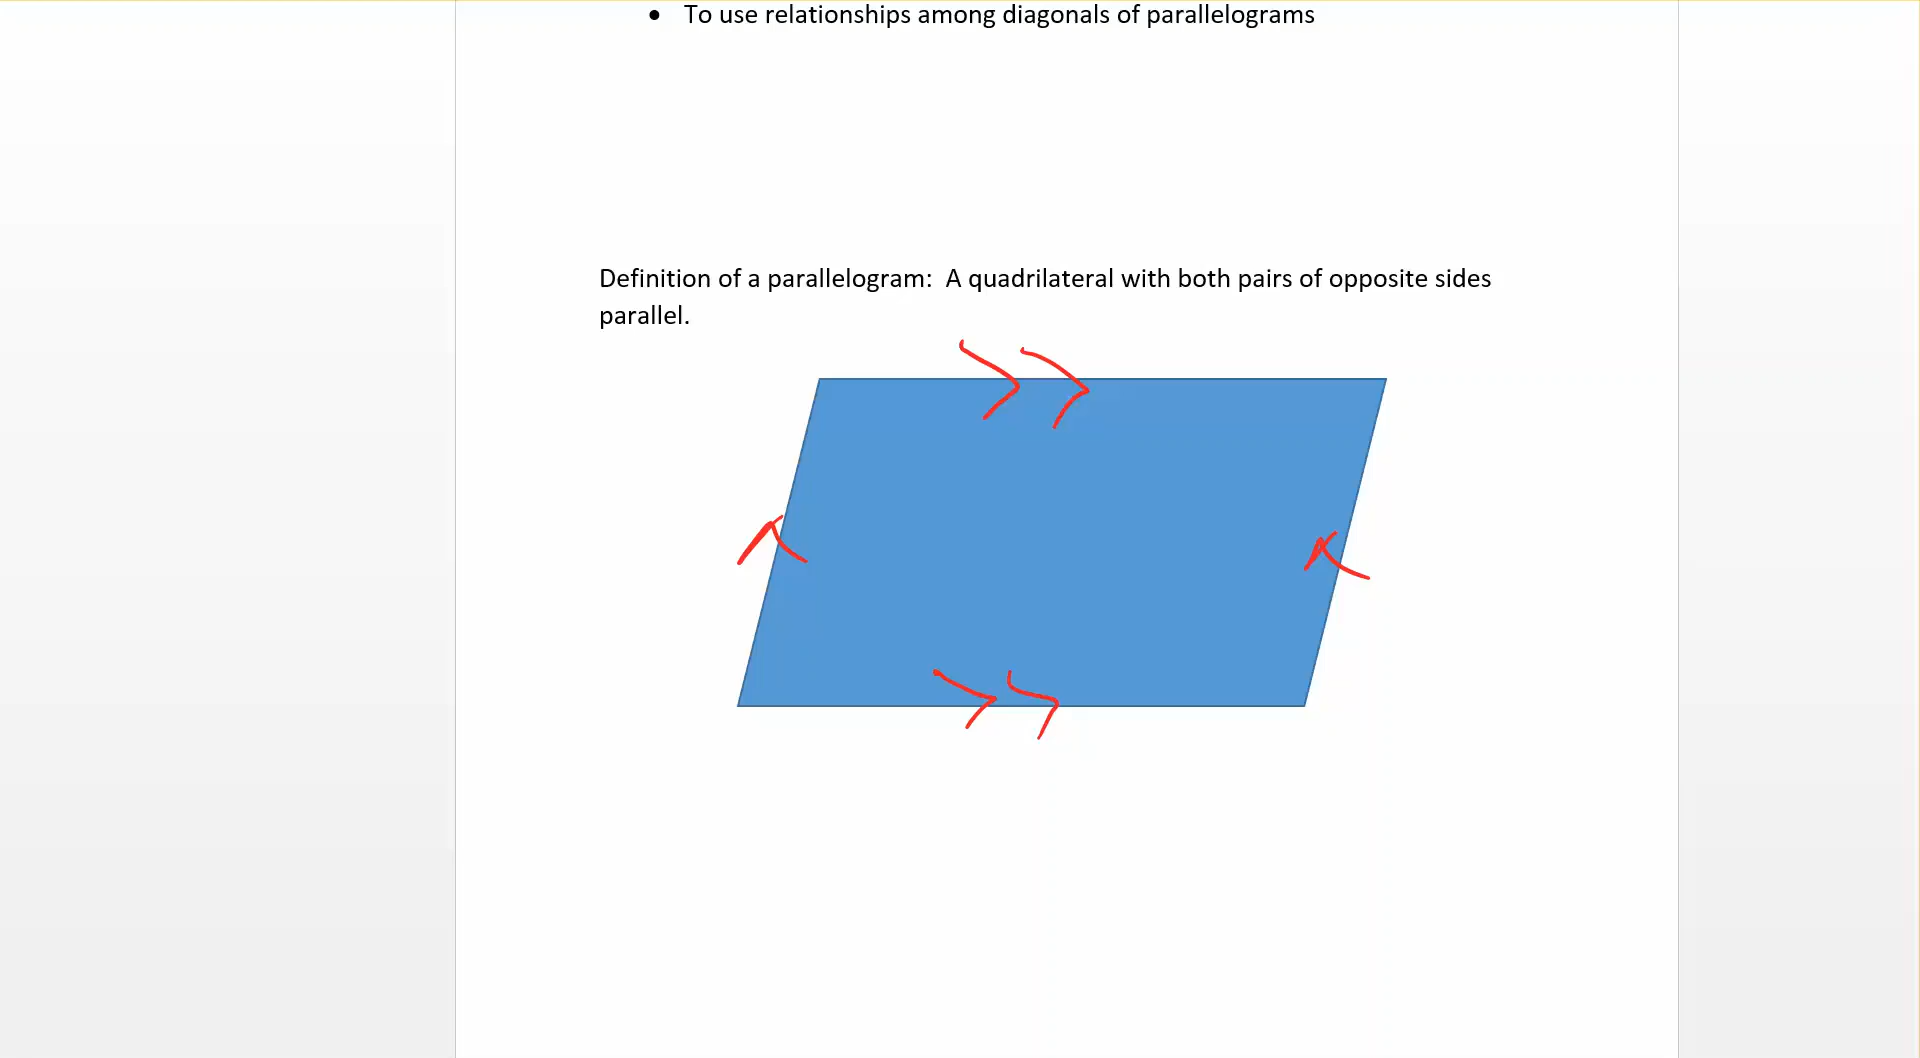 • To use relationships among diagonals of parallelograms
Definition of a parallelogram:  A quadrilateral with both pairs of opposite sides
parallel.